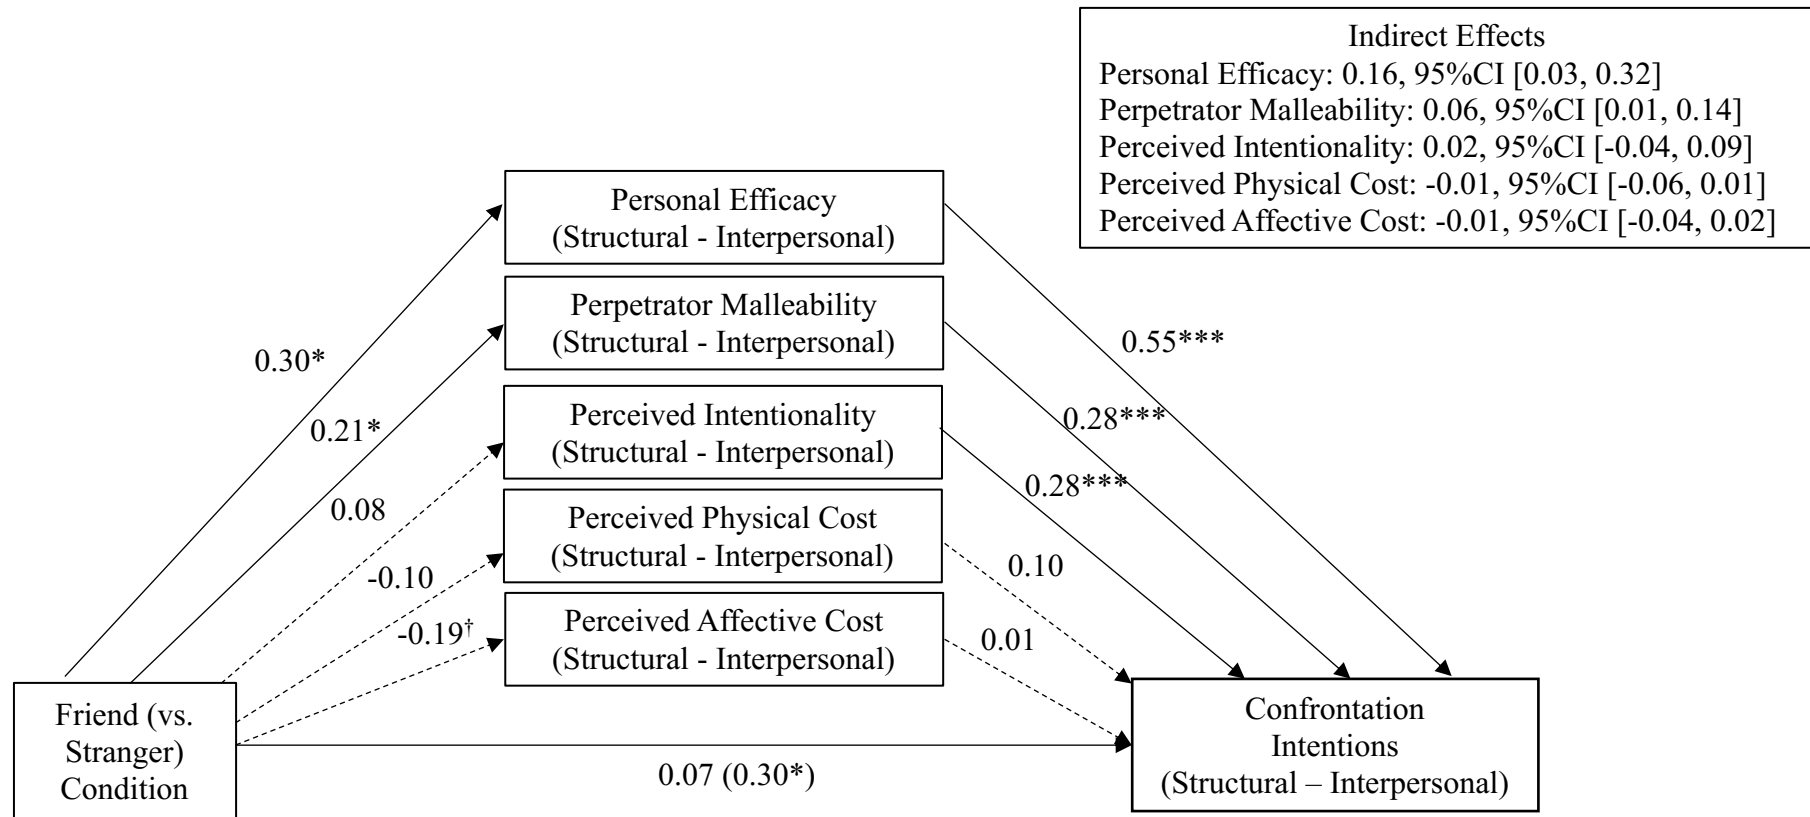 Indirect Effects
Personal Efficacy: 0.16, 95%CI [0.03, 0.32]
Perpetrator Malleability: 0.06, 95%CI [0.01, 0.14]
Perceived Intentionality: 0.02, 95%CI [-0.04, 0.09]
Perceived Physical Cost: -0.01, 95%CI [-0.06, 0.01]
Perceived Affective Cost: -0.01, 95%CI [-0.04, 0.02]
Personal Efficacy
(Structural - Interpersonal)
Perpetrator Malleability
(Structural - Interpersonal)
Perceived Intentionality
(Structural - Interpersonal)
Perceived Physical Cost
(Structural - Interpersonal)
Perceived Affective Cost
(Structural - Interpersonal)
0.30*
0.21*
0.08
-0.10
-0.19†
0.55***
0.28***
0.28***
0.10
0.01
Friend (vs.
Stranger)
Condition
0.07 (0.30*)
Confrontation
Intentions
(Structural – Interpersonal)